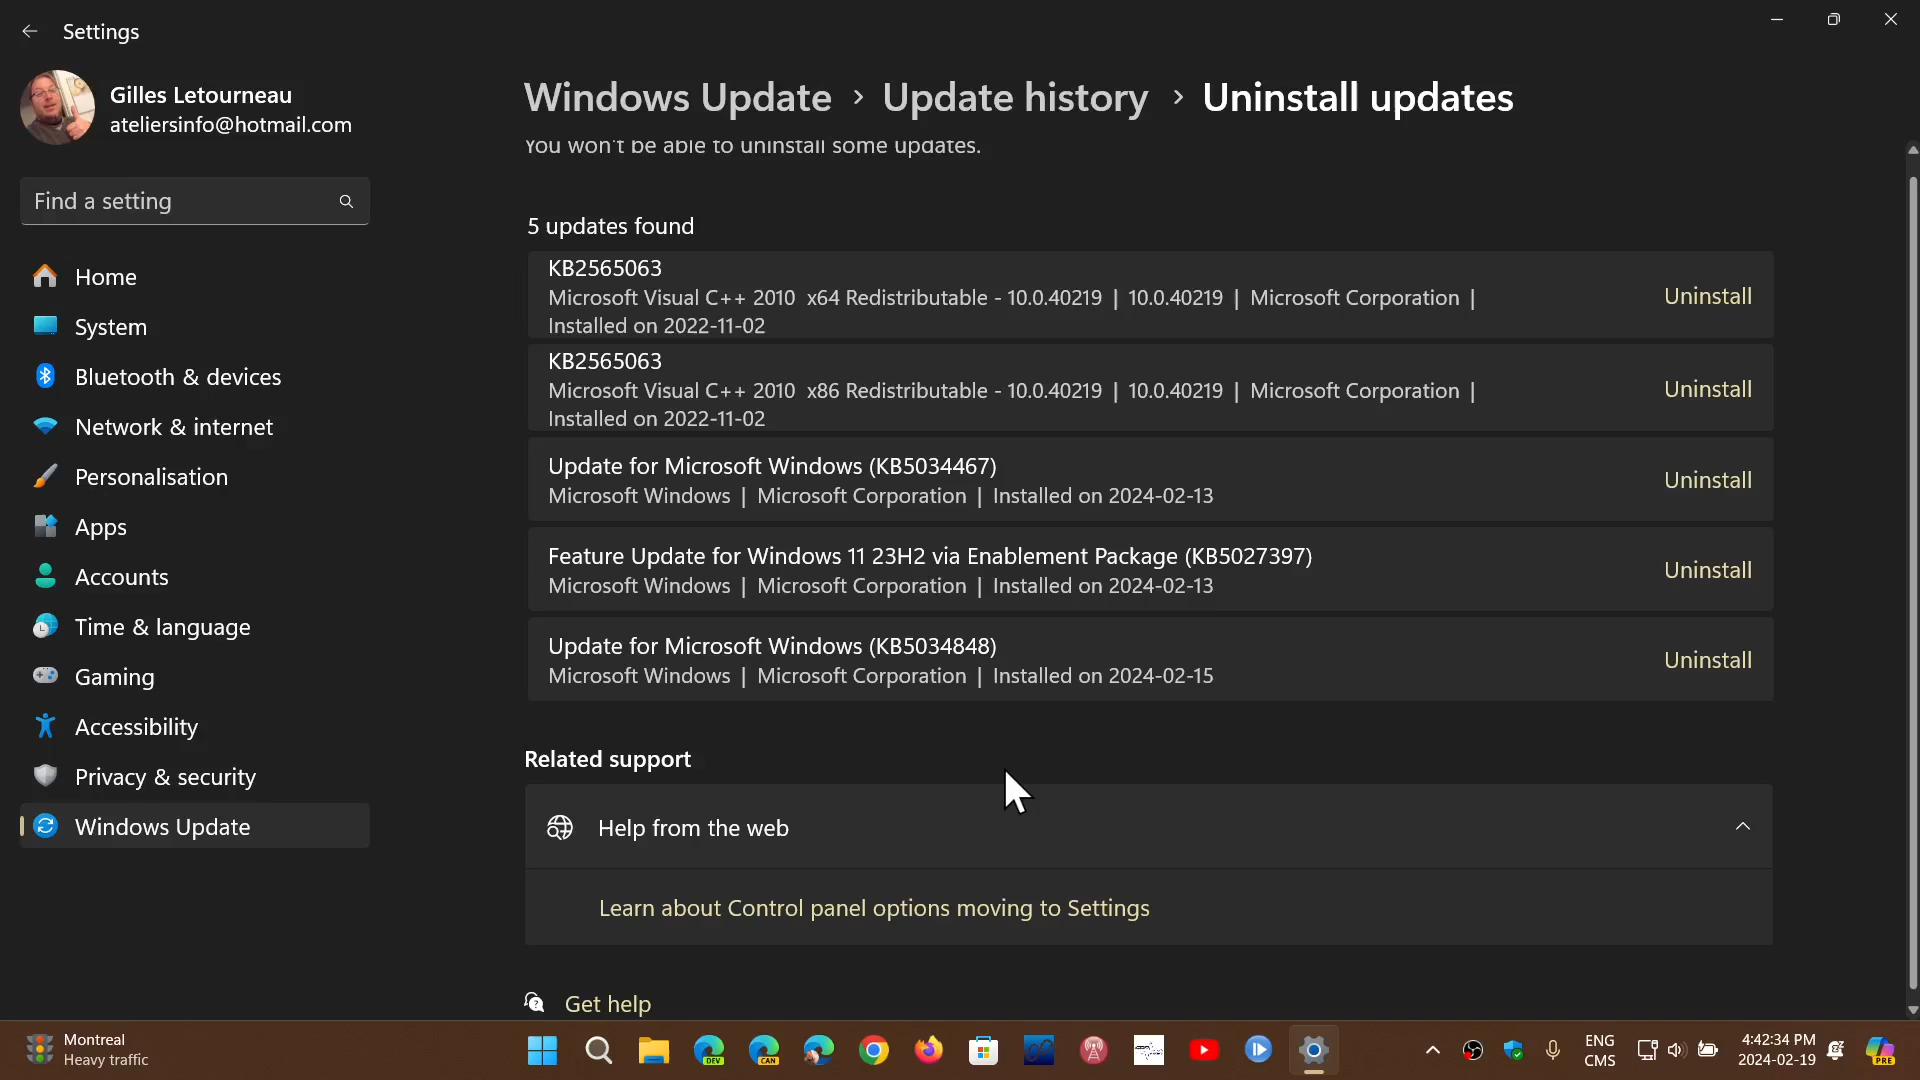 Settings
Gilles Letourneau
ateliersinfo@hotmail.com
Find a setting
Home
System
Bluetooth & devices
Network & internet
Personalisation
Apps
Accounts
Time & language
Gaming
Accessibility
Privacy & security
Windows Update
Windows Update › Update history › Uninstall updates
You won't be able to uninstall some updates.
5 updates found
KB2565063
Microsoft Visual C++ 2010  x64 Redistributable - 10.0.40219 | 10.0.40219 | Microsoft Corporation |
Installed on 2022-11-02
Uninstall
KB2565063
Microsoft Visual C++ 2010  x86 Redistributable - 10.0.40219 | 10.0.40219 | Microsoft Corporation |
Installed on 2022-11-02
Uninstall
Update for Microsoft Windows (KB5034467)
Microsoft Windows | Microsoft Corporation | Installed on 2024-02-13
Uninstall
Feature Update for Windows 11 23H2 via Enablement Package (KB5027397)
Microsoft Windows | Microsoft Corporation | Installed on 2024-02-13
Uninstall
Update for Microsoft Windows (KB5034848)
Microsoft Windows | Microsoft Corporation | Installed on 2024-02-15
Uninstall
Related support
Help from the web
Learn about Control panel options moving to Settings
Get help
Montreal
Heavy traffic
DEV
CAN
ENG
CMS
4:42:34 PM
2024-02-19
PRE